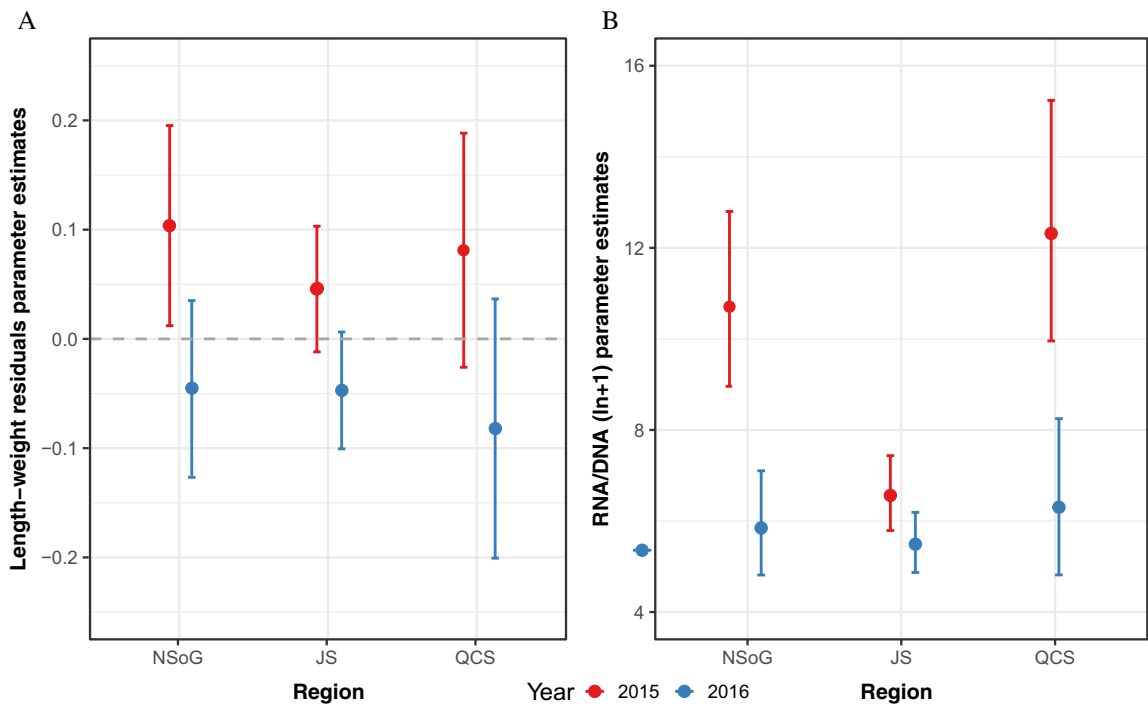 A
Length−weight residuals parameter estimates
0.2
0.1
0.0
−0.1
−0.2
NSoG JS QCS
Region
B
RNA/DNA (ln+1) parameter estimates
16
12
8
4
NSoG JS QCS
Region
Year 2015 2016